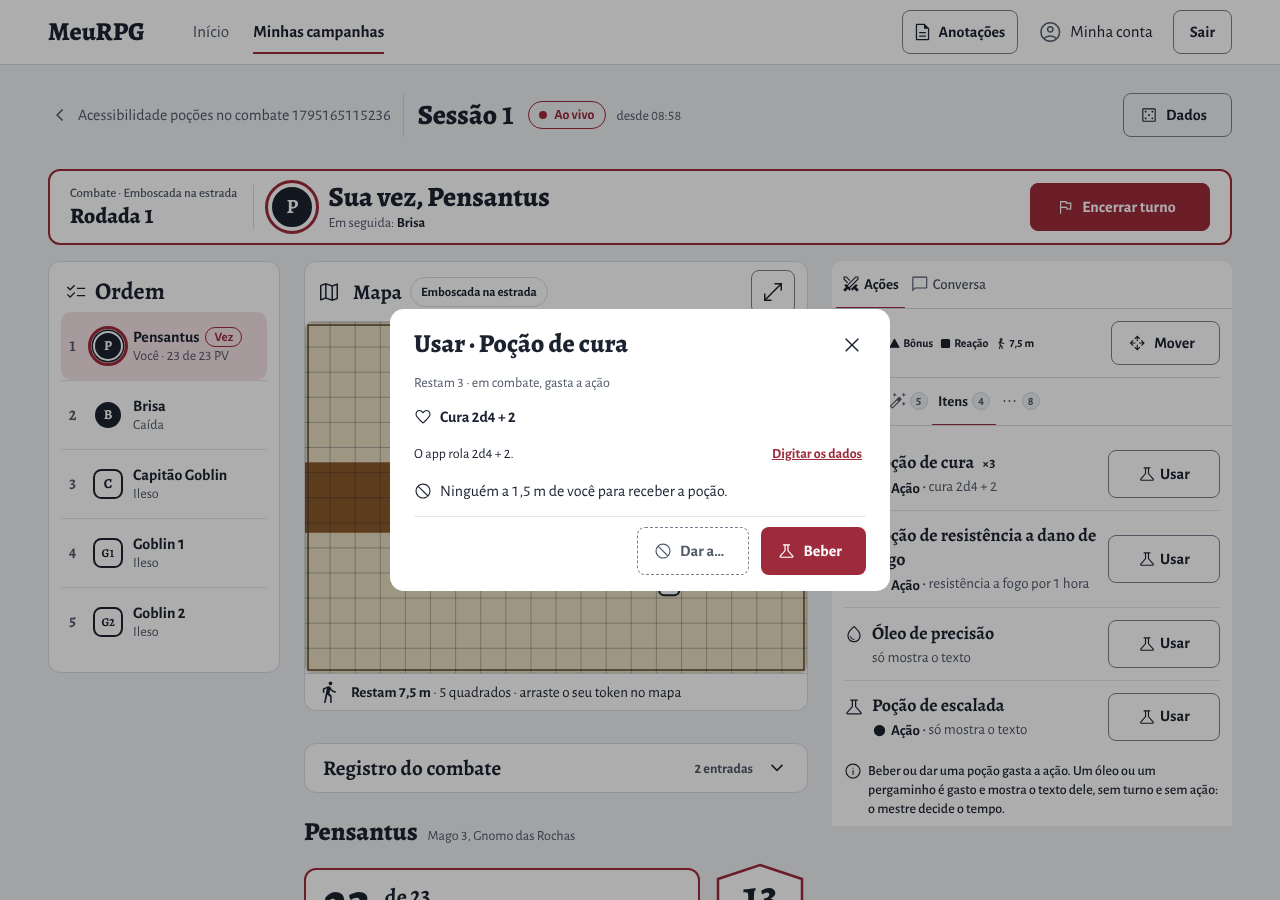 MeuRPG
Início
Minhas campanhas
Anotações
Minha conta
Sair
Acessibilidade poções no combate 1795165115236
Sessão 1
Ao vivo
desde 08:58
Dados
Combate · Emboscada na estrada
Rodada 1
P
Sua vez, Pensantus
Em seguida: Brisa
Encerrar turno
Ordem
1
P
Pensantus
Vez
Você · 23 de 23 PV
2
B
Brisa
Caída
3
C
Capitão Goblin
Ileso
4
G1
Goblin 1
Ileso
5
G2
Goblin 2
Ileso
Mapa
Emboscada na estrada
Usar · Poção de cura
Restam 3 · em combate, gasta a ação
Cura 2d4 + 2
O app rola 2d4 + 2.
Digitar os dados
Ninguém a 1,5 m de você para receber a poção.
Dar a...
Beber
Restam 7,5 m · 5 quadrados · arraste o seu token no mapa
Registro do combate
2 entradas
Pensantus
Mago 3, Gnomo das Rochas
de 23
13
Ações
Conversa
Bônus
Reação
7,5 m
Mover
5
Itens
4
8
ção de cura
×3
Ação · cura 2d4 + 2
Usar
ção de resistência a dano de
go
Ação · resistência a fogo por 1 hora
Usar
Óleo de precisão
só mostra o texto
Usar
Poção de escalada
Ação · só mostra o texto
Usar
Beber ou dar uma poção gasta a ação. Um óleo ou um
pergaminho é gasto e mostra o texto dele, sem turno e sem ação:
o mestre decide o tempo.